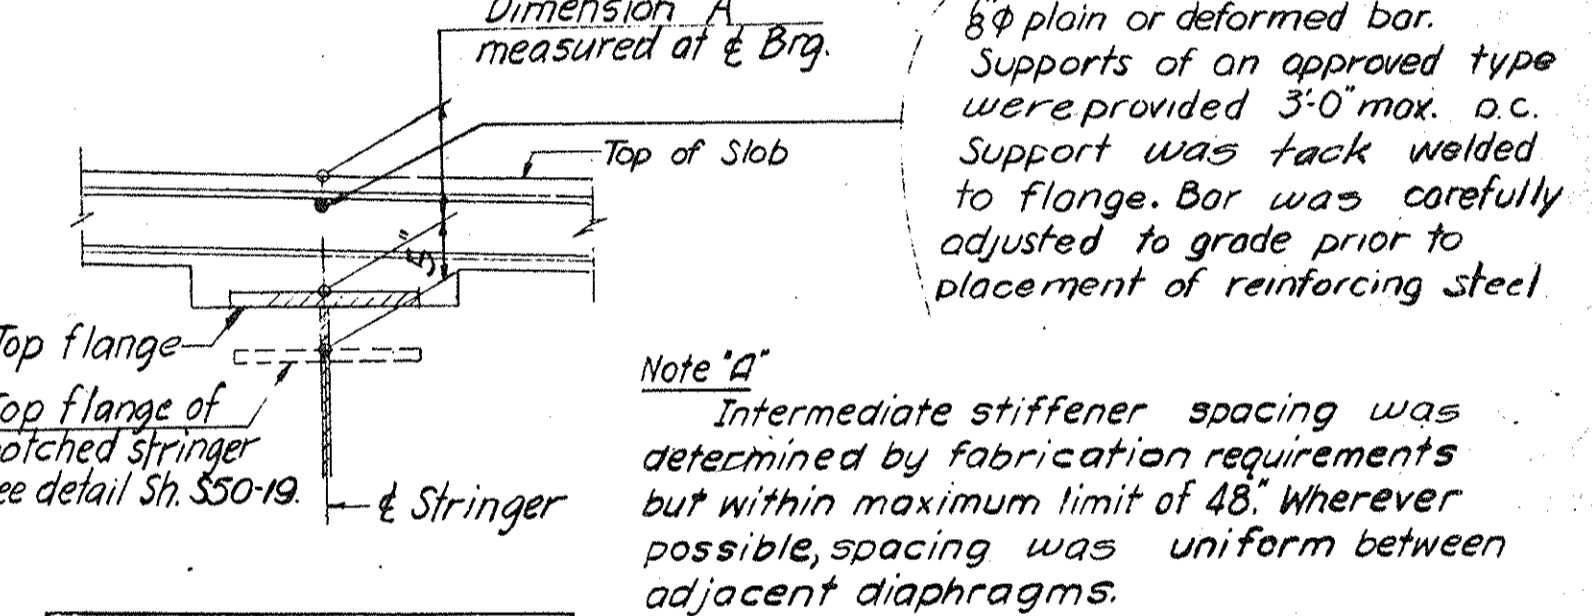 Dimension A
measured at ℄ Brg.
Top of Slab
5"
Top flange
Top flange of
notched stringer
see detail Sh. S50-19.
℄ Stringer
8φ plain or deformed bar.
Supports of an approved type
were provided 3'-0" max. o.c.
Support was tack welded
to flange. Bar was carefully
adjusted to grade prior to
placement of reinforcing steel
Note "A"
Intermediate stiffener spacing was
determined by fabrication requirements
but within maximum limit of 48". Wherever
possible, spacing was uniform between
adjacent diaphragms.